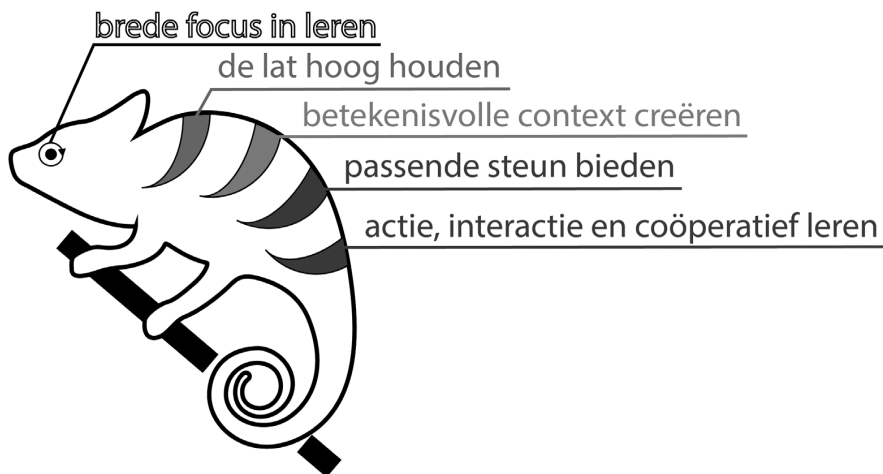 brede focus in leren
de lat hoog houden
betekenisvolle context creëren
passende steun bieden
actie, interactie en coöperatief leren